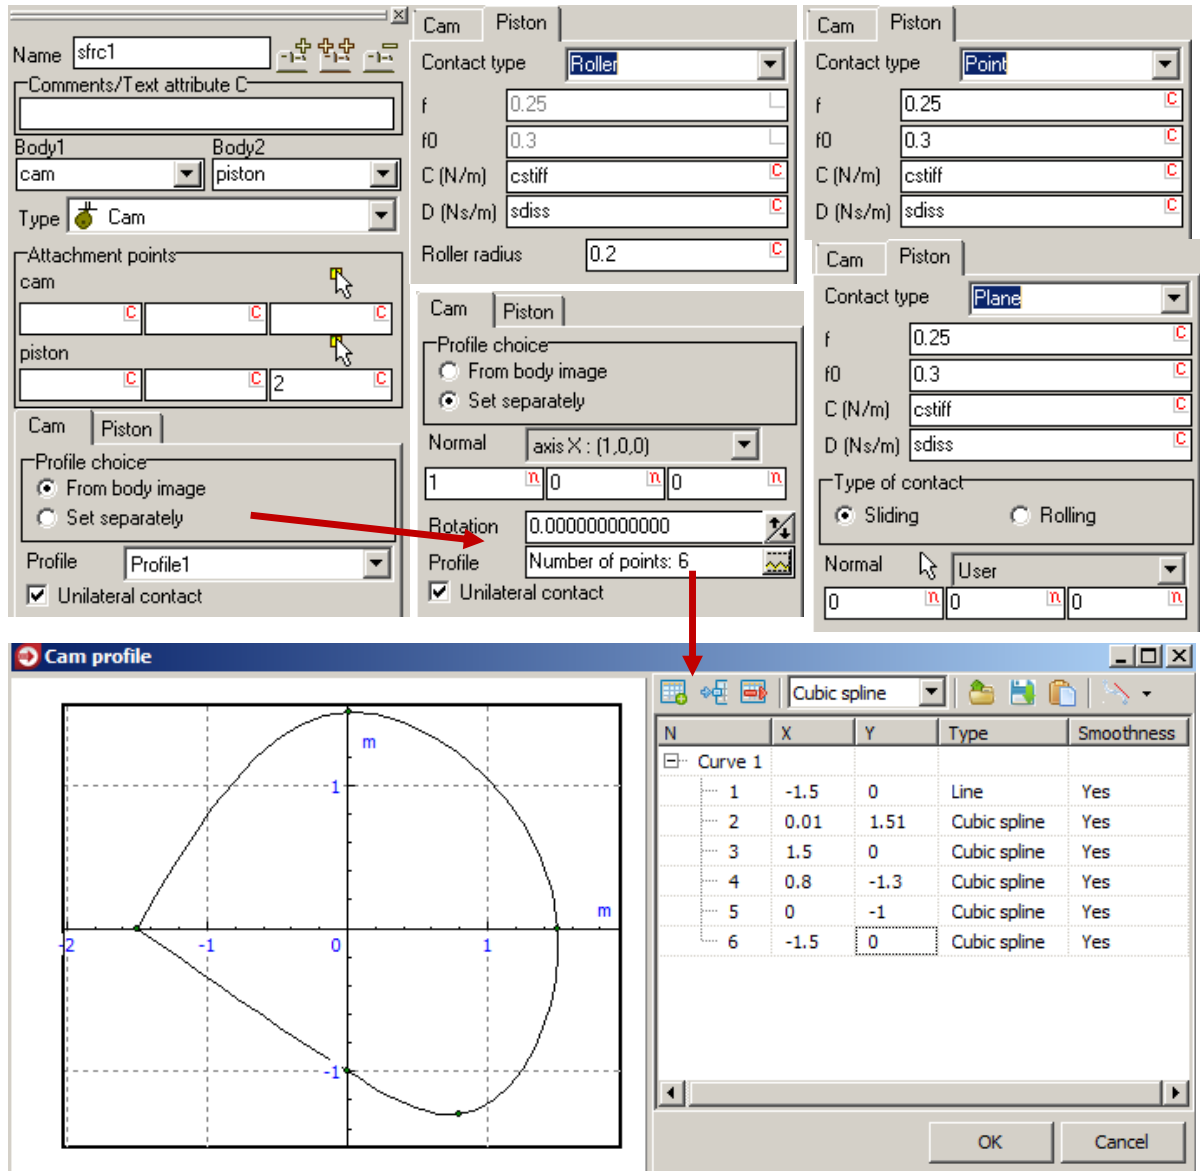 Name sfrc1
Comments/Text attribute C
Body1 Body2
cam piston
Type Cam
Attachment points
cam
C C C
piston
C C 2 C
Cam Piston
Profile choice
From body image
Set separately
Profile Profile1
Unilateral contact
Cam Piston
Contact type Roller
f 0.25
f0 0.3
C (N/m) cstiff C
D (Ns/m) sdiss C
Roller radius 0.2 C
Cam Piston
Profile choice
From body image
Set separately
Normal axis X : (1,0,0)
1 n 0 n 0 n
Rotation 0.000000000000
Profile Number of points: 6
Unilateral contact
Cam Piston
Contact type Point
f 0.25 C
f0 0.3 C
C (N/m) cstiff C
D (Ns/m) sdiss C
Cam Piston
Contact type Plane
f 0.25 C
f0 0.3 C
C (N/m) cstiff C
D (Ns/m) sdiss C
Type of contact
Sliding Rolling
Normal User
0 n 0 n 0 n
Cam profile
m
1
m
-2 -1 0 1
-1
Cubic spline
N X Y Type Smoothness
Curve 1
1 -1.5 0 Line Yes
2 0.01 1.51 Cubic spline Yes
3 1.5 0 Cubic spline Yes
4 0.8 -1.3 Cubic spline Yes
5 0 -1 Cubic spline Yes
6 -1.5 0 Cubic spline Yes
OK Cancel